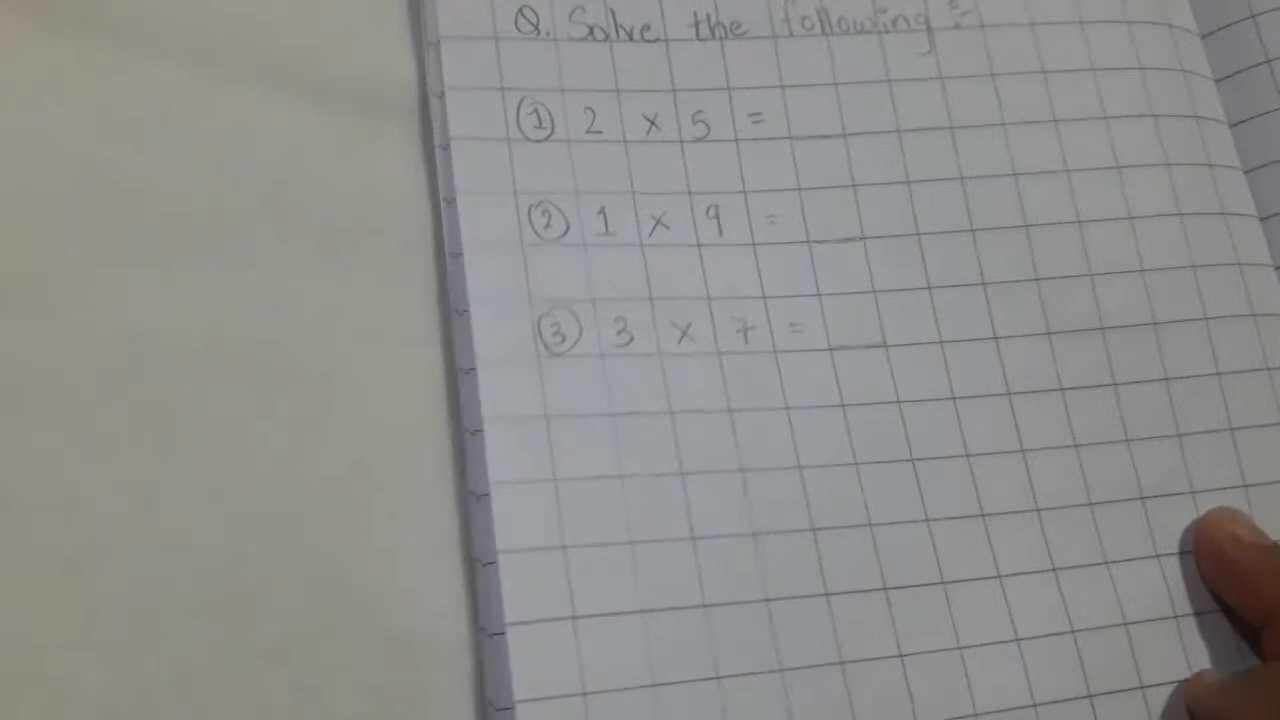 Q. Solve the following :-
① 2 × 5 =
② 1 × 9 =
③ 3 × 7 =